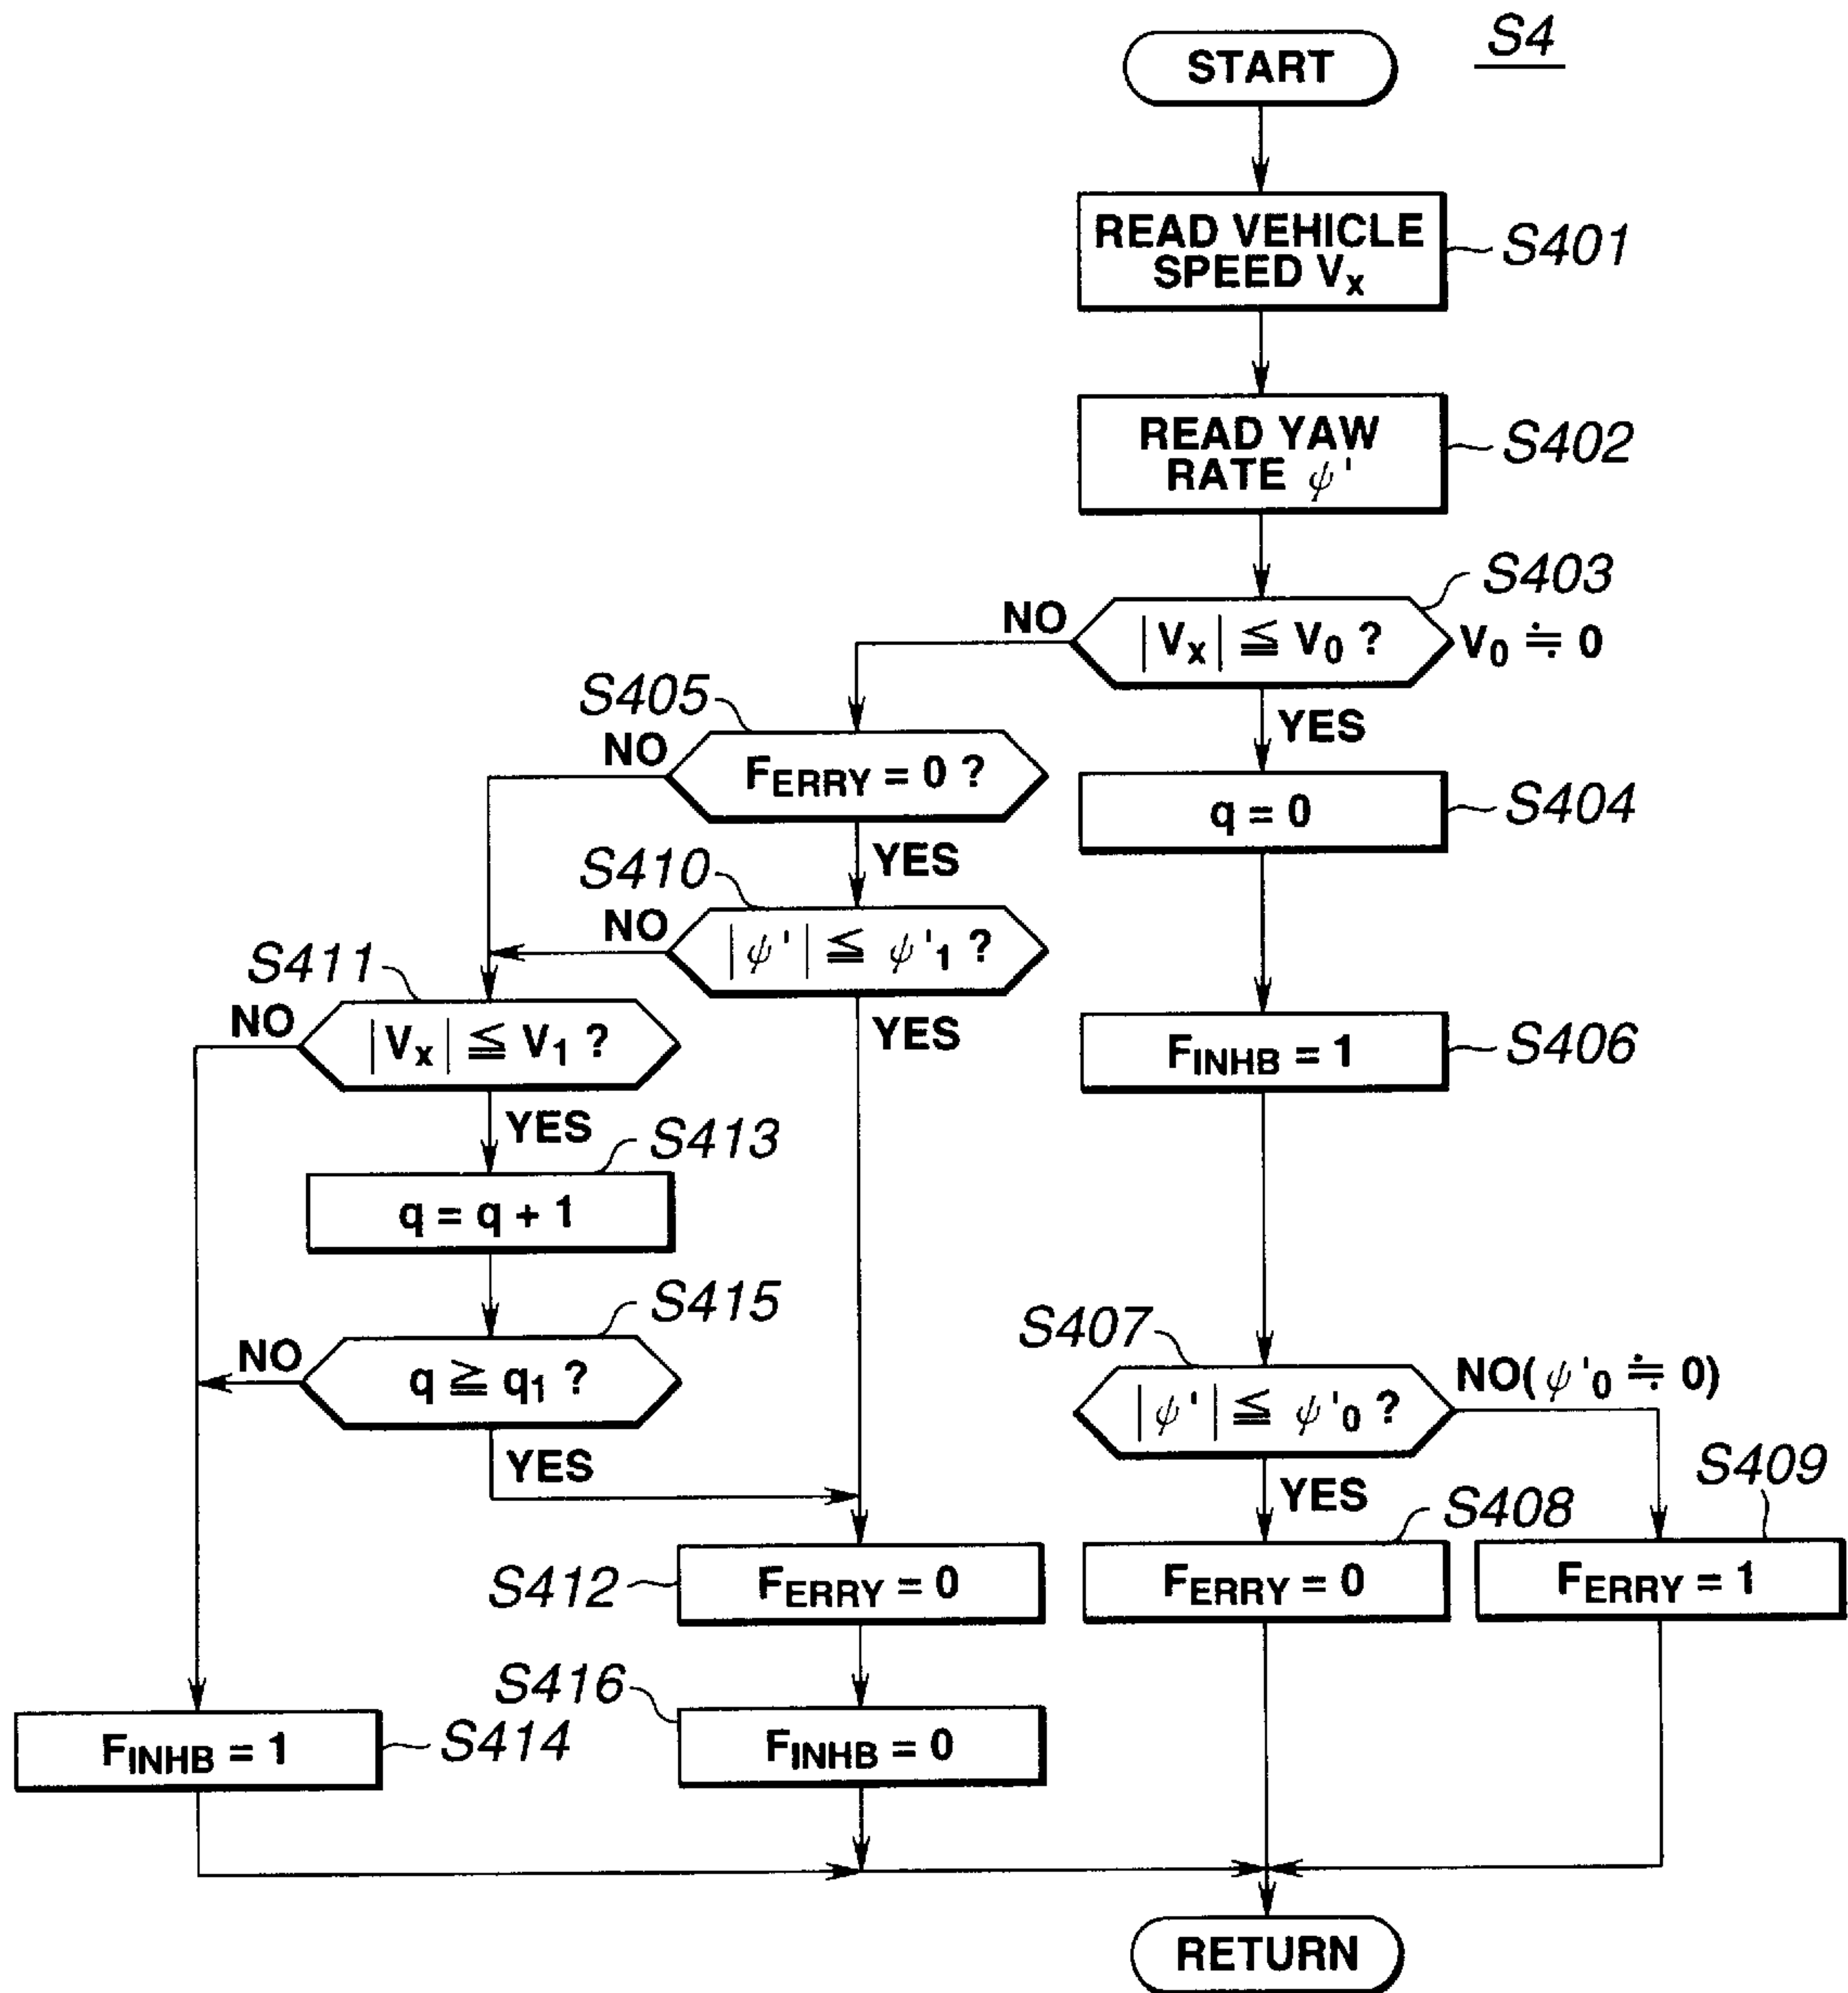 S4
START
READ VEHICLE
SPEED Vx
S401
READ YAW
RATE ψ'
S402
S403
NO
|Vx| ≦ V0 ?
V0 ≒ 0
YES
S405
NO
FERRY = 0 ?
YES
q = 0
S404
S410
NO
|ψ'| ≦ ψ'1 ?
YES
S411
NO
|Vx| ≦ V1 ?
YES
FINHB = 1
S406
S413
q = q + 1
S415
NO
q ≧ q1 ?
YES
S407
|ψ'| ≦ ψ'0 ?
NO(ψ'0 ≒ 0)
YES
S408
S409
S412
FERRY = 0
FERRY = 0
FERRY = 1
S416
FINHB = 1
S414
FINHB = 0
RETURN